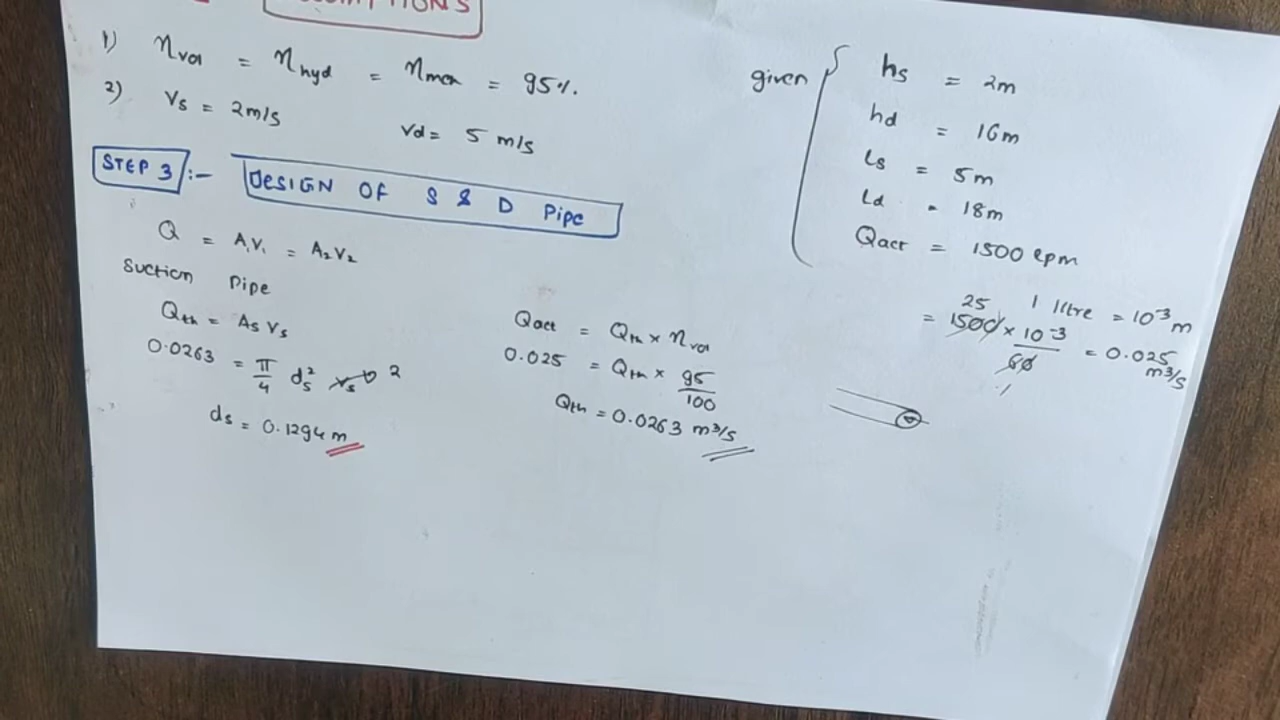 1) ηvol = ηhyd = ηmch = 95%.
2) Vs = 2m/s Vd = 5 m/s
STEP 3 :- DESIGN OF S & D Pipe
Q = A₁V₁ = A₂V₂
Suction Pipe
Qth = As Vs
0.0263 = π/4 ds² 2
ds = 0.1294 m
Qact = Qth × ηvol
0.025 = Qth × 95/100
Qth = 0.0263 m³/s
given
hs = 2m
hd = 16m
ls = 5m
ld = 18m
Qact = 1500 lpm
1 litre = 10⁻³ m
25
= 1500 × 10⁻³/60 = 0.025 m³/s
1